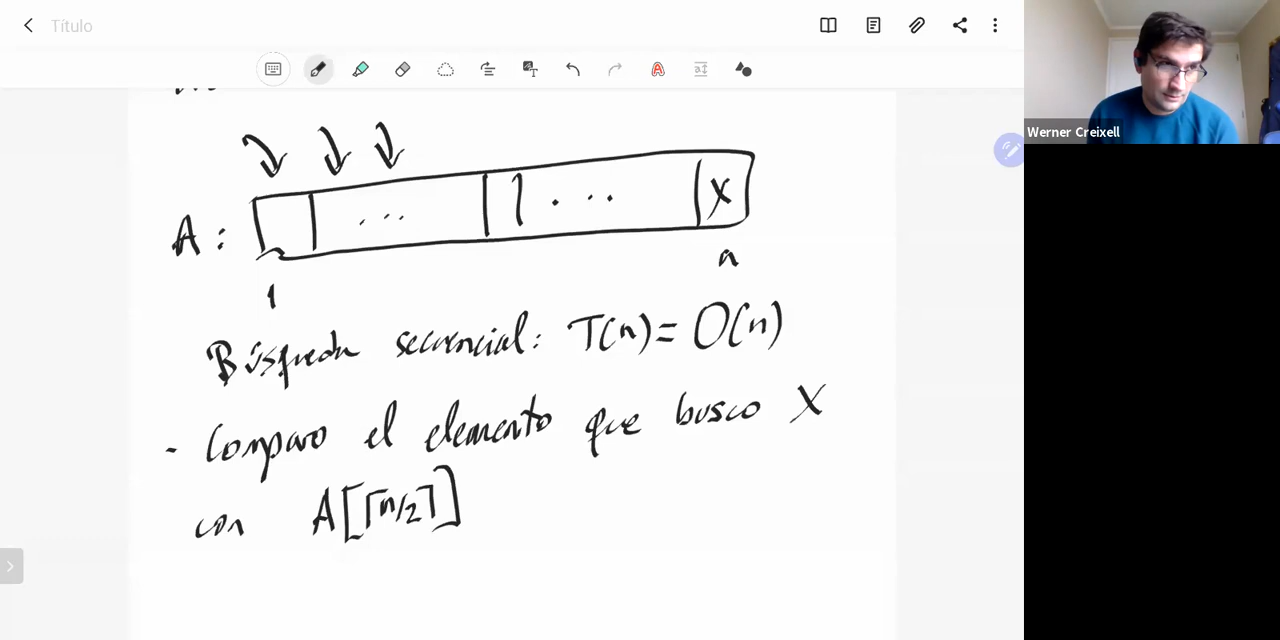 Título
Werner Creixell
A: ... . . . X
1 n
Búsqueda secuencial: T(n) = O(n)
- Comparo el elemento que busco X
con A[⌈n/2⌉]